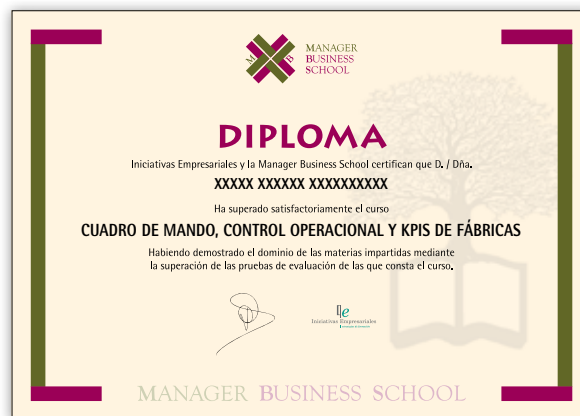 MANAGER
BUSINESS
SCHOOL
M B
DIPLOMA
Iniciativas Empresariales y la Manager Business School certifican que D. / Dña.
XXXXX XXXXXX XXXXXXXXXX
Ha superado satisfactoriamente el curso
CUADRO DE MANDO, CONTROL OPERACIONAL Y KPIS DE FÁBRICAS
Habiendo demostrado el dominio de las materias impartidas mediante
la superación de las pruebas de evaluación de las que consta el curso.
Iniciativas Empresariales
MANAGER BUSINESS SCHOOL